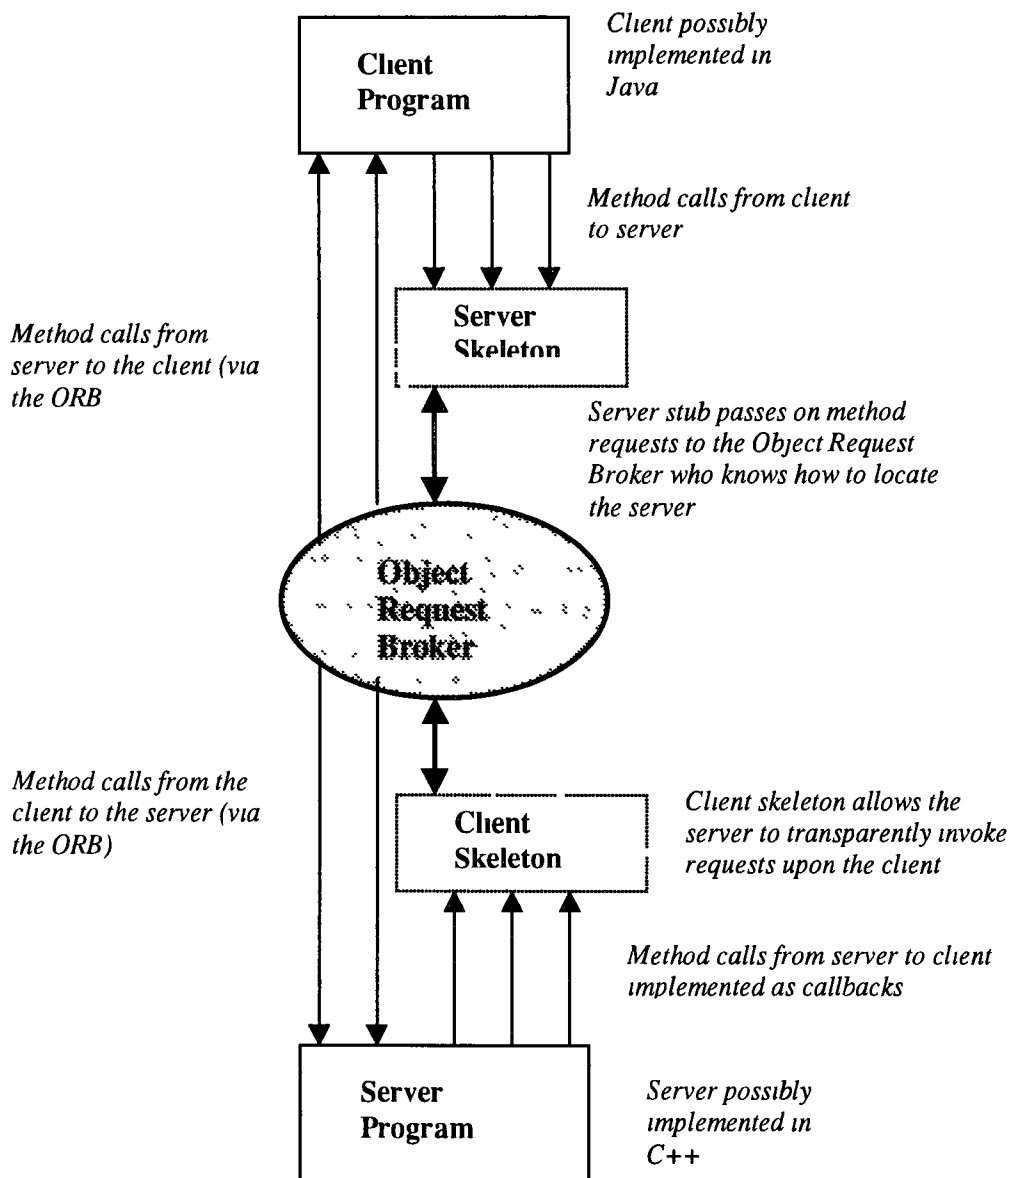 Client possibly
implemented in
Java
Client
Program
Method calls from client
to server
Server
Skeleton
Method calls from
server to the client (via
the ORB
Server stub passes on method
requests to the Object Request
Broker who knows how to locate
the server
Object
Request
Broker
Method calls from the
client to the server (via
the ORB)
Client
Skeleton
Client skeleton allows the
server to transparently invoke
requests upon the client
Method calls from server to client
implemented as callbacks
Server
Program
Server possibly
implemented in
C++